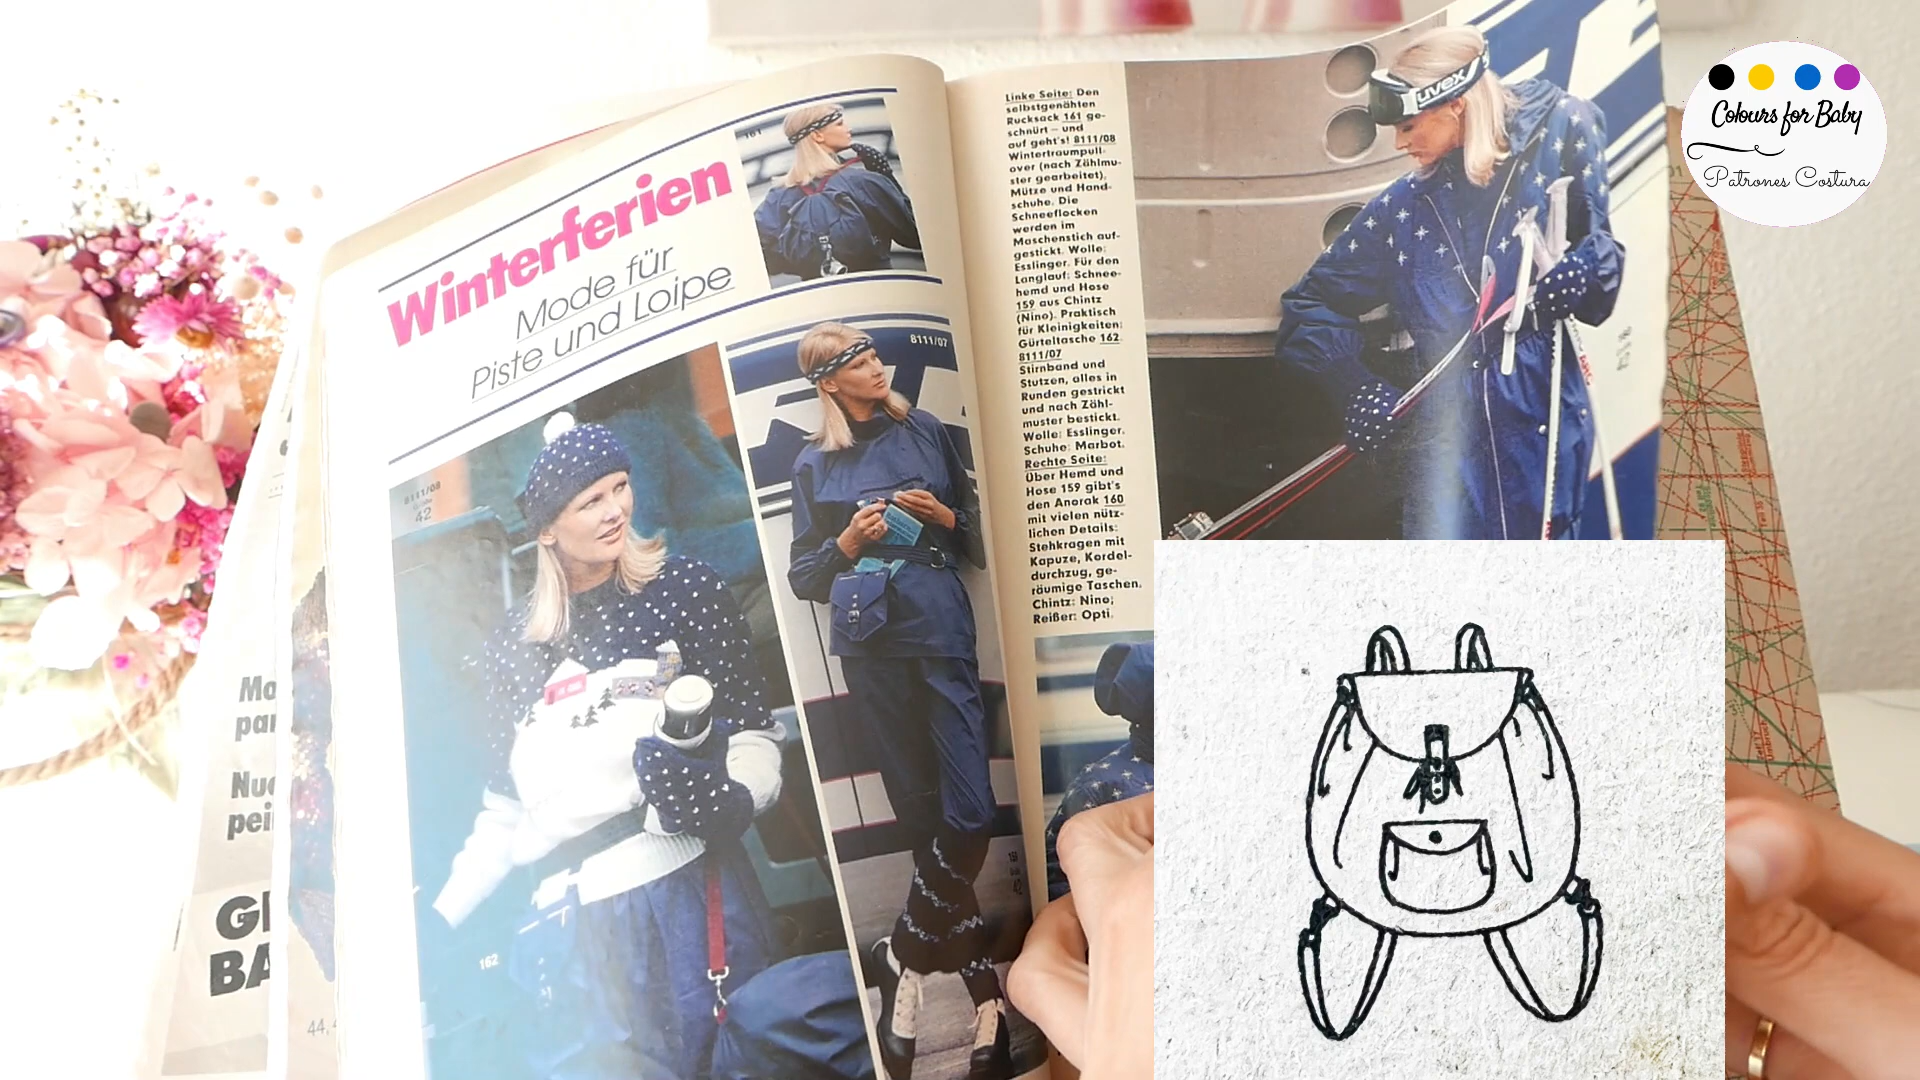 Winterferien
Mode für
Piste und Loipe
161
8111/08
Größe
42
162
8111/07
42
Linke Seite: Den
selbstgenähten
Rucksack 161 ge-
schnürt – und
auf geht's! 8111/08
Wintertraumpull-
over (nach Zählmu-
ster gearbeitet),
Mütze und Hand-
schuhe. Die
Schneeflocken
werden im
Maschenstich auf-
gestickt. Wolle:
Esslinger. Für den
Langlauf: Schnee-
hemd und Hose
159 aus Chintz
(Nino). Praktisch
für Kleinigkeiten:
Gürteltasche 162.
8111/07
Stirnband und
Stutzen, alles in
Runden gestrickt
und nach Zähl-
muster bestickt.
Wolle: Esslinger.
Schuhe: Marbot.
Rechte Seite:
Über Hemd und
Hose 159 gibt's
den Anorak 160
mit vielen nütz-
lichen Details:
Stehkragen mit
Kapuze, Kordel-
durchzug, ge-
räumige Taschen.
Chintz: Nino;
Reißer: Opti.
uvex
Colours for Baby
Patrones Costura
44,